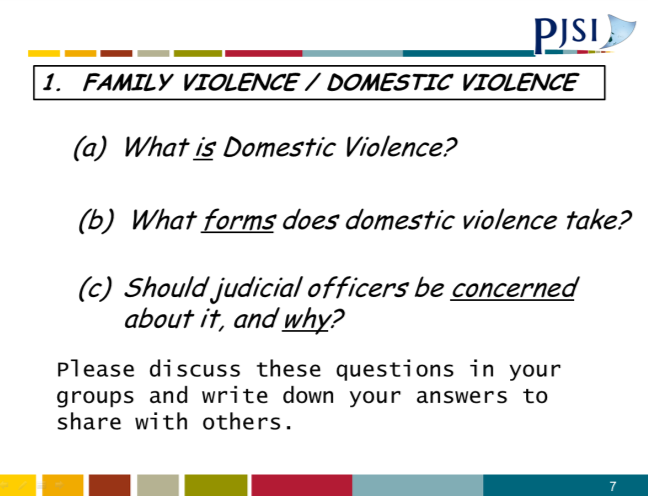 PJSI
1. FAMILY VIOLENCE / DOMESTIC VIOLENCE
(a) What is Domestic Violence?
(b) What forms does domestic violence take?
(c) Should judicial officers be concerned
about it, and why?
Please discuss these questions in your
groups and write down your answers to
share with others.
7